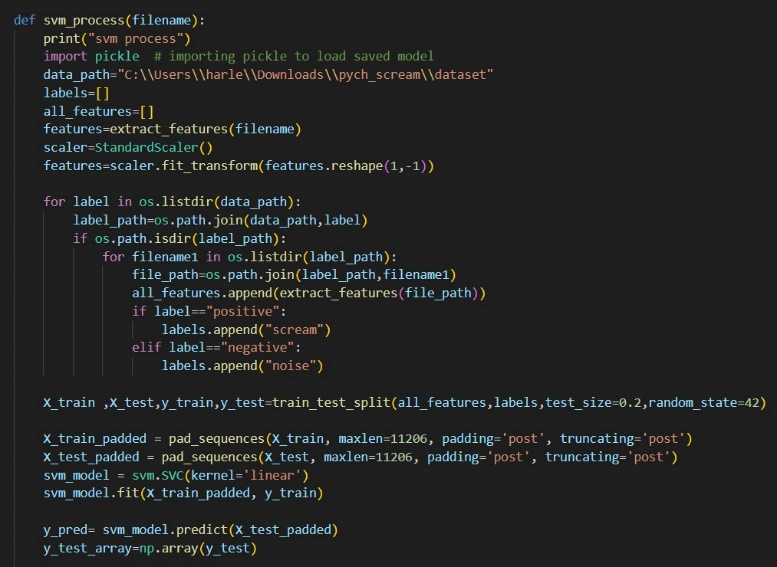 def svm_process(filename):
    print("svm process")
    import pickle  # importing pickle to load saved model
    data_path="C:\\Users\\harle\\Downloads\\pych_scream\\dataset"
    labels=[]
    all_features=[]
    features=extract_features(filename)
    scaler=StandardScaler()
    features=scaler.fit_transform(features.reshape(1,-1))

    for label in os.listdir(data_path):
        label_path=os.path.join(data_path,label)
        if os.path.isdir(label_path):
            for filename1 in os.listdir(label_path):
                file_path=os.path.join(label_path,filename1)
                all_features.append(extract_features(file_path))
                if label=="positive":
                    labels.append("scream")
                elif label=="negative":
                    labels.append("noise")

    X_train ,X_test,y_train,y_test=train_test_split(all_features,labels,test_size=0.2,random_state=42)

    X_train_padded = pad_sequences(X_train, maxlen=11206, padding='post', truncating='post')
    X_test_padded = pad_sequences(X_test, maxlen=11206, padding='post', truncating='post')
    svm_model = svm.SVC(kernel='linear')
    svm_model.fit(X_train_padded, y_train)

    y_pred= svm_model.predict(X_test_padded)
    y_test_array=np.array(y_test)